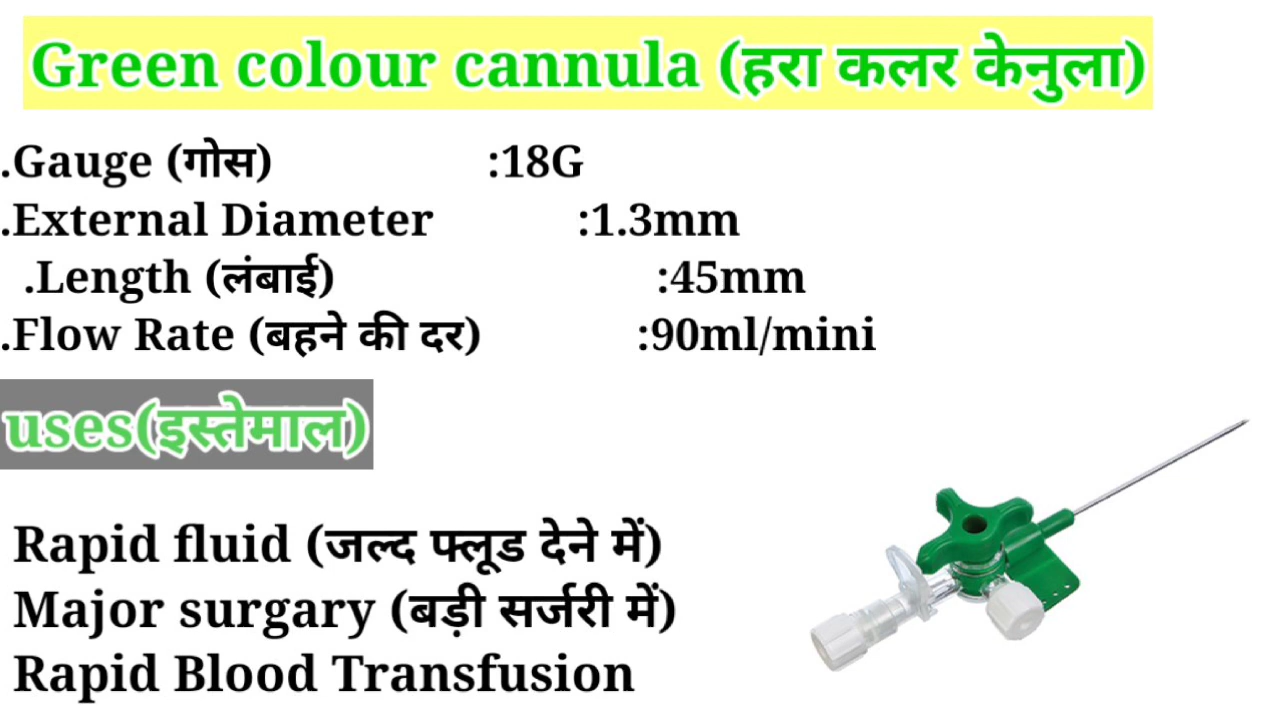 Green colour cannula (हरा कलर केनुला)
.Gauge (गोस) :18G
.External Diameter :1.3mm
.Length (लंबाई) :45mm
.Flow Rate (बहने की दर) :90ml/mini
uses(इस्तेमाल)
Rapid fluid (जल्द फ्लूड देने में)
Major surgary (बड़ी सर्जरी में)
Rapid Blood Transfusion